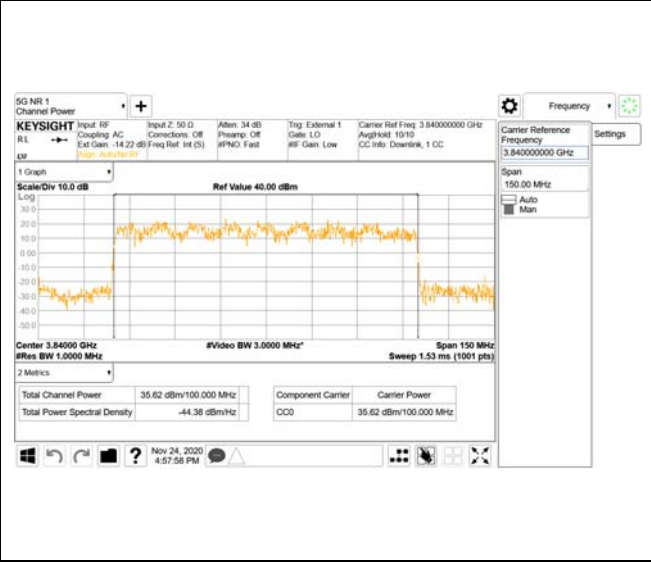 5G NR 1
Channel Power
Frequency
KEYSIGHT
R L
Input: RF
Coupling: AC
Ext Gain: -14.22 dB
Align: Auto/No RF
Input Z: 50 Ω
Corrections: Off
Freq Ref: Int (S)
Atten: 34 dB
Preamp: Off
#PNO: Fast
Trig: External 1
Gate: LO
#IF Gain: Low
Carrier Ref Freq: 3.840000000 GHz
Avg|Hold: 10/10
CC Info: Downlink, 1 CC
Carrier Reference
Frequency
3.840000000 GHz
Settings
Span
150.00 MHz
Auto
Man
1 Graph
Scale/Div 10.0 dB
Ref Value 40.00 dBm
Log
30.0
20.0
10.0
0.00
-10.0
-20.0
-30.0
-40.0
-50.0
Center 3.84000 GHz
#Video BW 3.0000 MHz*
Span 150 MHz
#Res BW 1.0000 MHz
Sweep 1.53 ms (1001 pts)
2 Metrics
Total Channel Power 35.62 dBm/100.000 MHz
Total Power Spectral Density -44.38 dBm/Hz
Component Carrier Carrier Power
CC0 35.62 dBm/100.000 MHz
?
Nov 24, 2020
4:57:58 PM